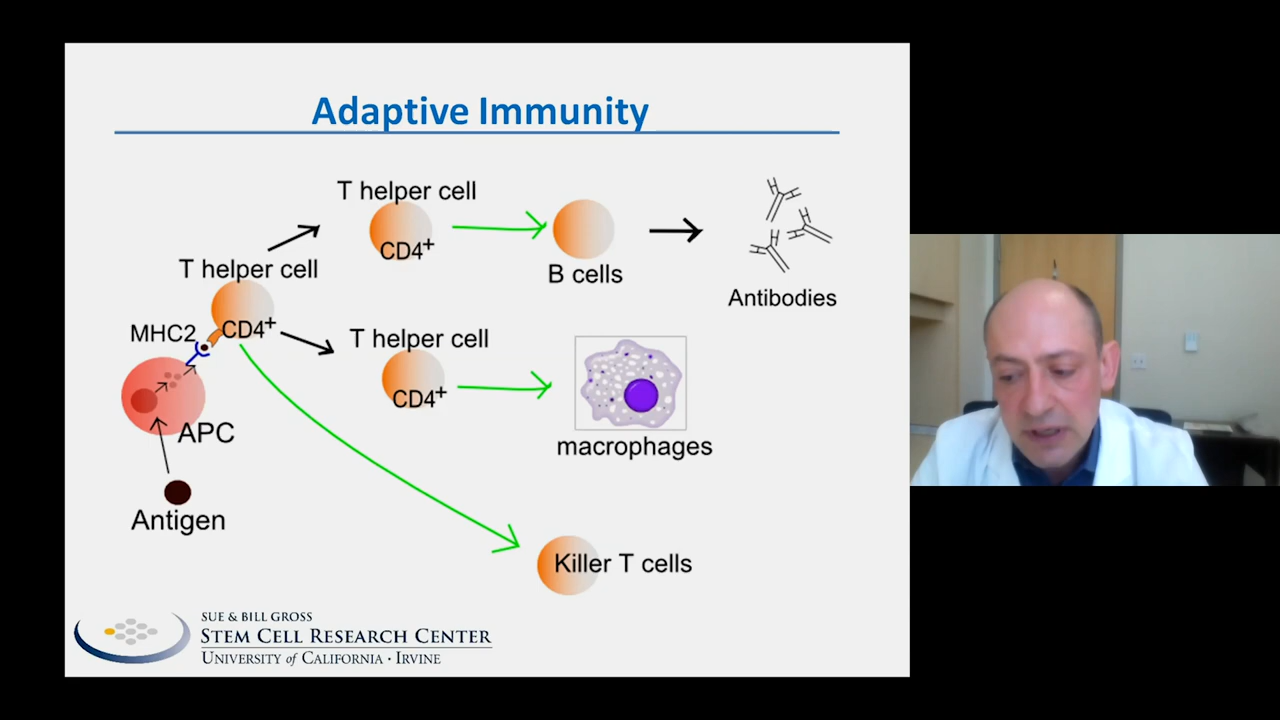 Adaptive Immunity
T helper cell
CD4+
B cells
Antibodies
T helper cell
CD4+
MHC2
APC
Antigen
T helper cell
CD4+
macrophages
Killer T cells
SUE & BILL GROSS
STEM CELL RESEARCH CENTER
UNIVERSITY of CALIFORNIA • IRVINE